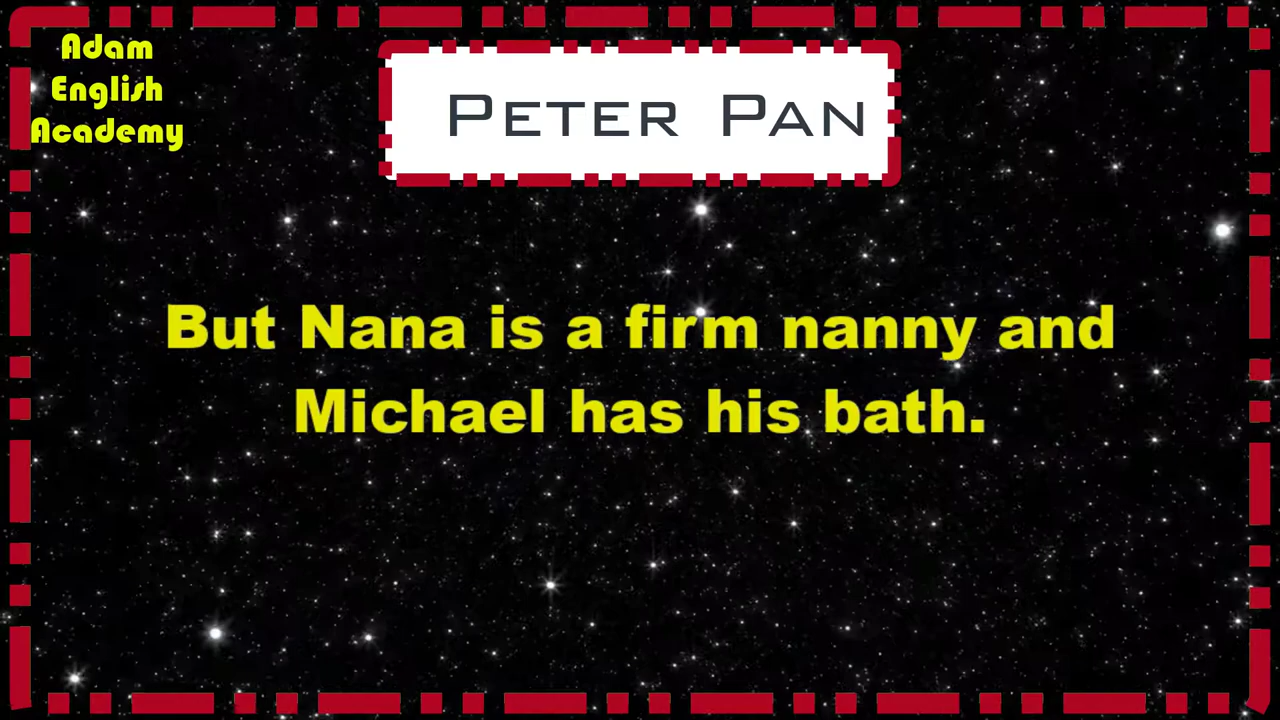 Adam
English
Academy
Peter Pan
But Nana is a firm nanny and
Michael has his bath.